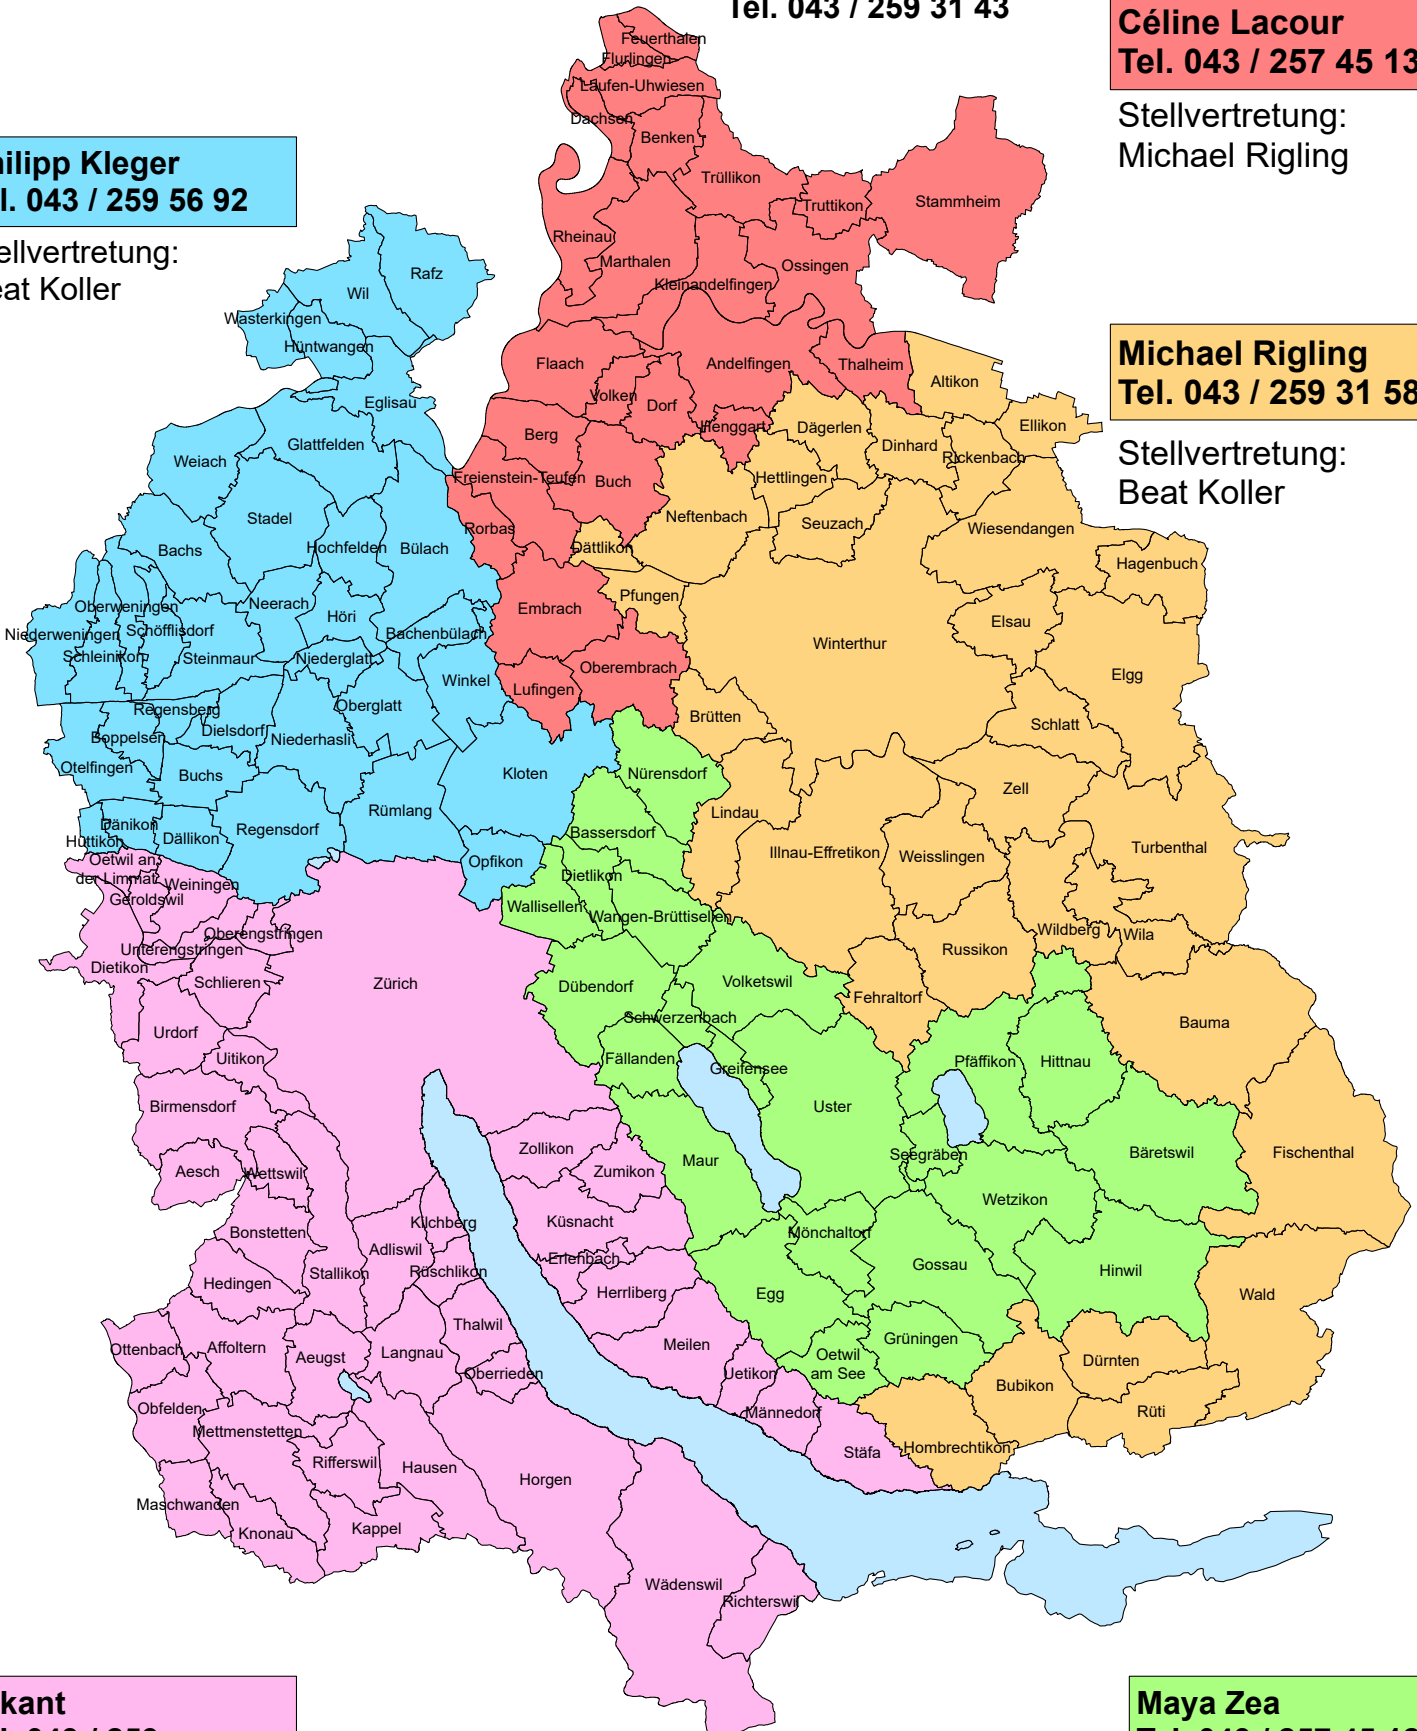 Tel. 043 / 259 31 43
Céline Lacour
Tel. 043 / 257 45 13
Stellvertretung:
Michael Rigling
ilipp Kleger
l. 043 / 259 56 92
ellvertretung:
eat Koller
Michael Rigling
Tel. 043 / 259 31 58
Stellvertretung:
Beat Koller
Feuerthalen
Flurlingen
Laufen-Uhwiesen
Dachsen
Benken
Trüllikon
Truttikon
Stammheim
Rheinau
Marthalen
Ossingen
Kleinandelfingen
Rafz
Wil
Wasterkingen
Hüntwangen
Eglisau
Flaach
Andelfingen
Thalheim
Altikon
Volken
Dorf
Berg
Henggart
Dägerlen
Ellikon
Dinhard
Rickenbach
Glattfelden
Weiach
Freienstein-Teufen
Buch
Hettlingen
Neftenbach
Seuzach
Wiesendangen
Stadel
Rorbas
Bachs
Hochfelden
Bülach
Dättlikon
Hagenbuch
Oberweningen
Neerach
Höri
Embrach
Pfungen
Elsau
Niederweningen
Schöfflisdorf
Bachenbülach
Winterthur
Schleinikon
Steinmaur
Niederglatt
Winkel
Lufingen
Oberembrach
Elgg
Regensberg
Oberglatt
Brütten
Schlatt
Boppelsen
Dielsdorf
Niederhasli
Otelfingen
Buchs
Kloten
Nürensdorf
Zell
Rümlang
Lindau
Dänikon
Hüttikon
Dällikon
Regensdorf
Bassersdorf
Opfikon
Illnau-Effretikon
Weisslingen
Turbenthal
Oetwil an
der Limmat
Weiningen
Geroldswil
Dietlikon
Wallisellen
Wangen-Brüttisellen
Oberengstringen
Unterengstringen
Wildberg
Wila
Russikon
Dietikon
Schlieren
Zürich
Dübendorf
Volketswil
Fehraltorf
Schwerzenbach
Bauma
Urdorf
Uitikon
Fällanden
Greifensee
Pfäffikon
Hittnau
Birmensdorf
Uster
Zollikon
Zumikon
Maur
Seegräben
Bäretswil
Fischenthal
Aesch
Wettswil
Wetzikon
Bonstetten
Kilchberg
Küsnacht
Mönchaltorf
Adliswil
Erlenbach
Gossau
Hinwil
Hedingen
Stallikon
Rüschlikon
Herrliberg
Egg
Wald
Thalwil
Meilen
Grüningen
Ottenbach
Affoltern
Aeugst
Langnau
Oetwil
am See
Dürnten
Oberrieden
Uetikon
Bubikon
Obfelden
Männedorf
Rüti
Mettmenstetten
Rifferswil
Hausen
Stäfa
Hombrechtikon
Horgen
Maschwanden
Knonau
Kappel
Wädenswil
Richterswil
kant
Maya Zea